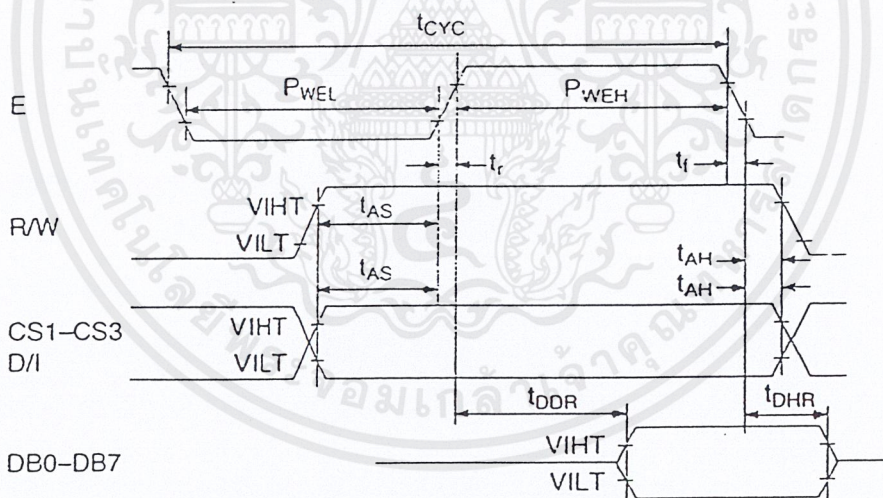 tCYC
E
PWEL
PWEH
tr
tf
R/W
VIHT
VILT
tAS
tAS
tAH
tAH
CS1–CS3
D/I
VIHT
VILT
tDDR
tDHR
DB0–DB7
VIHT
VILT